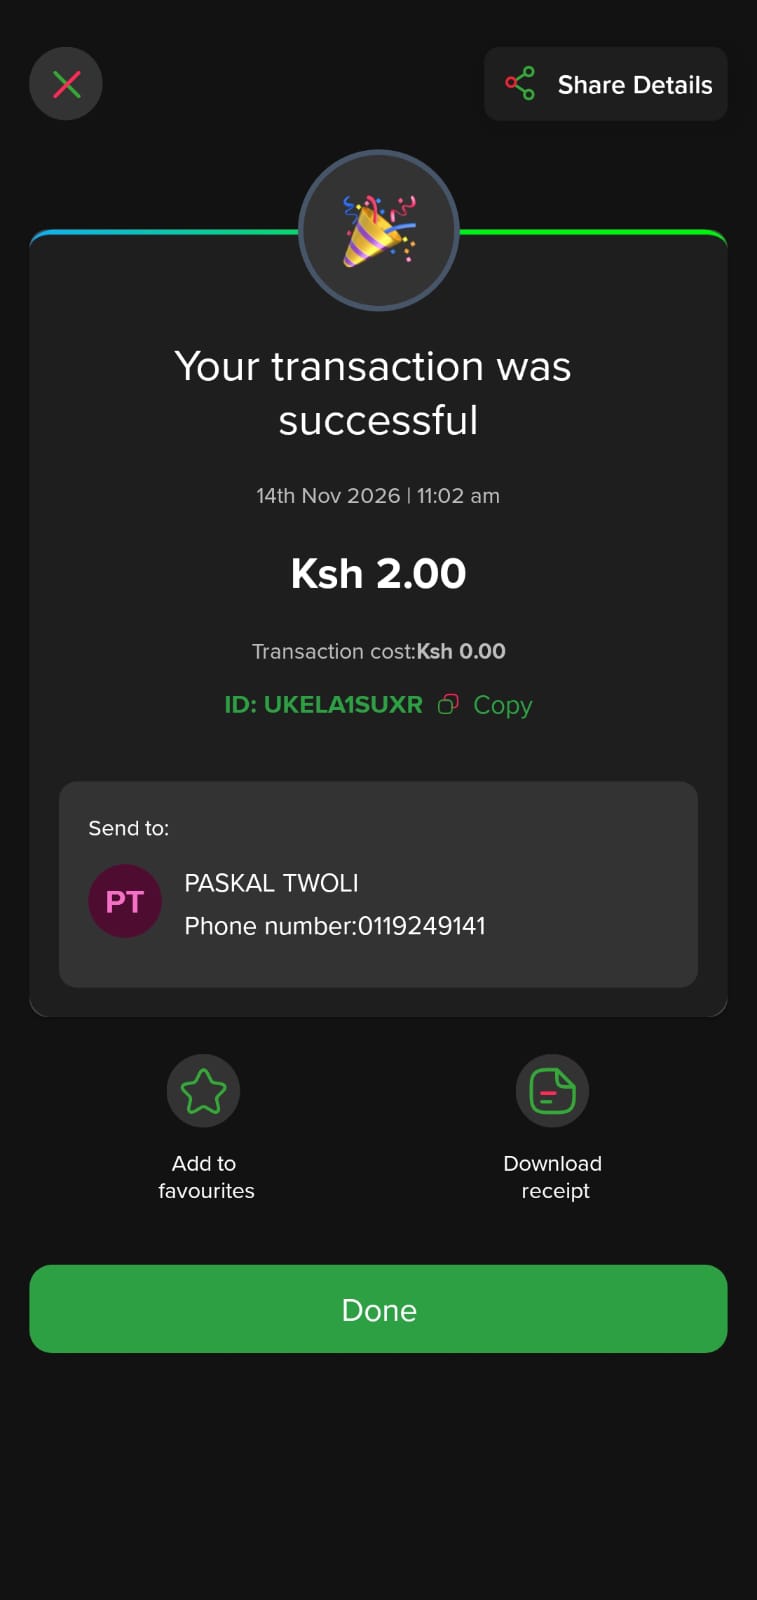 Share Details
Your transaction was
successful
14th Nov 2026 | 11:02 am
Ksh 2.00
Transaction cost:Ksh 0.00
ID: UKELA1SUXR Copy
Send to:
PT
PASKAL TWOLI
Phone number:0119249141
Add to
favourites
Download
receipt
Done